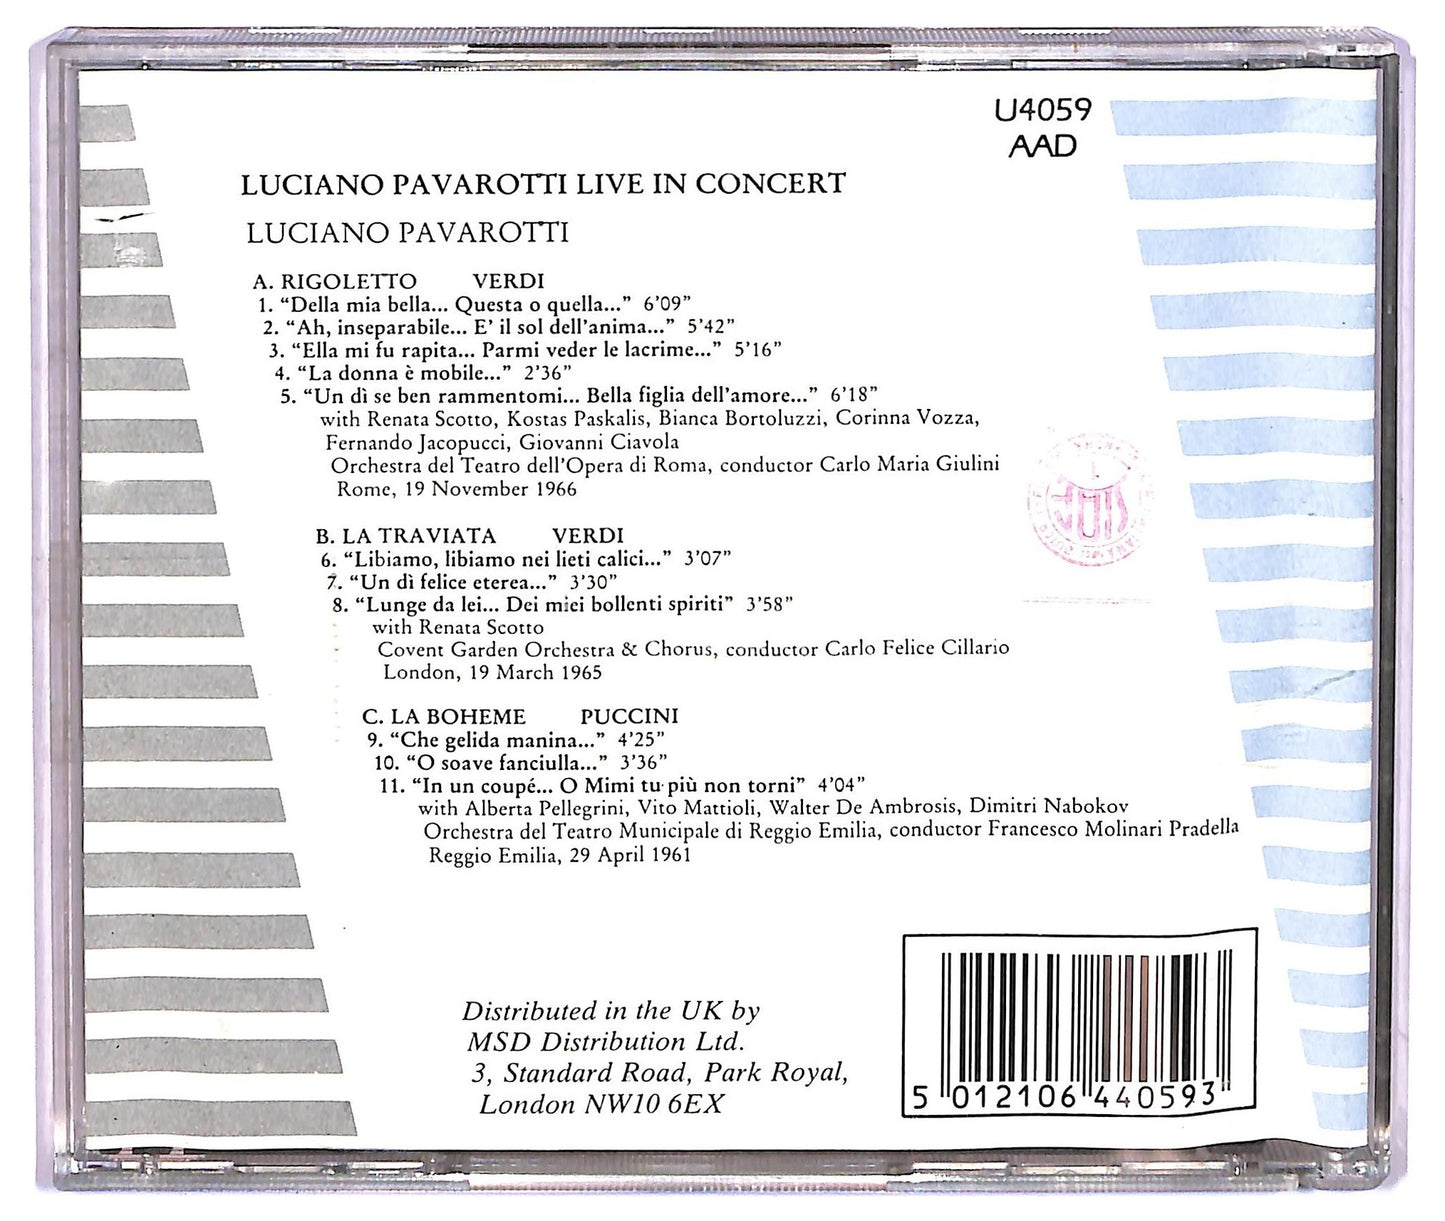 U4059
AAD
LUCIANO PAVAROTTI LIVE IN CONCERT
LUCIANO PAVAROTTI
A. RIGOLETTO VERDI
1. “Della mia bella... Questa o quella...” 6’09”
2. “Ah, inseparabile... E’ il sol dell’anima...” 5’42”
3. “Ella mi fu rapita... Parmi veder le lacrime...” 5’16”
4. “La donna è mobile...” 2’36”
5. “Un dì se ben rammentomi... Bella figlia dell’amore...” 6’18”
with Renata Scotto, Kostas Paskalis, Bianca Bortoluzzi, Corinna Vozza,
Fernando Jacopucci, Giovanni Ciavola
Orchestra del Teatro dell’Opera di Roma, conductor Carlo Maria Giulini
Rome, 19 November 1966
B. LA TRAVIATA VERDI
6. “Libiamo, libiamo nei lieti calici...” 3’07”
7. “Un dì felice eterea...” 3’30”
8. “Lunge da lei... Dei miei bollenti spiriti” 3’58”
with Renata Scotto
Covent Garden Orchestra & Chorus, conductor Carlo Felice Cillario
London, 19 March 1965
C. LA BOHEME PUCCINI
9. “Che gelida manina...” 4’25”
10. “O soave fanciulla...” 3’36”
11. “In un coupé... O Mimi tu più non torni” 4’04”
with Alberta Pellegrini, Vito Mattioli, Walter De Ambrosis, Dimitri Nabokov
Orchestra del Teatro Municipale di Reggio Emilia, conductor Francesco Molinari Pradella
Reggio Emilia, 29 April 1961
Distributed in the UK by
MSD Distribution Ltd.
3, Standard Road, Park Royal,
London NW10 6EX
5 012106 440593